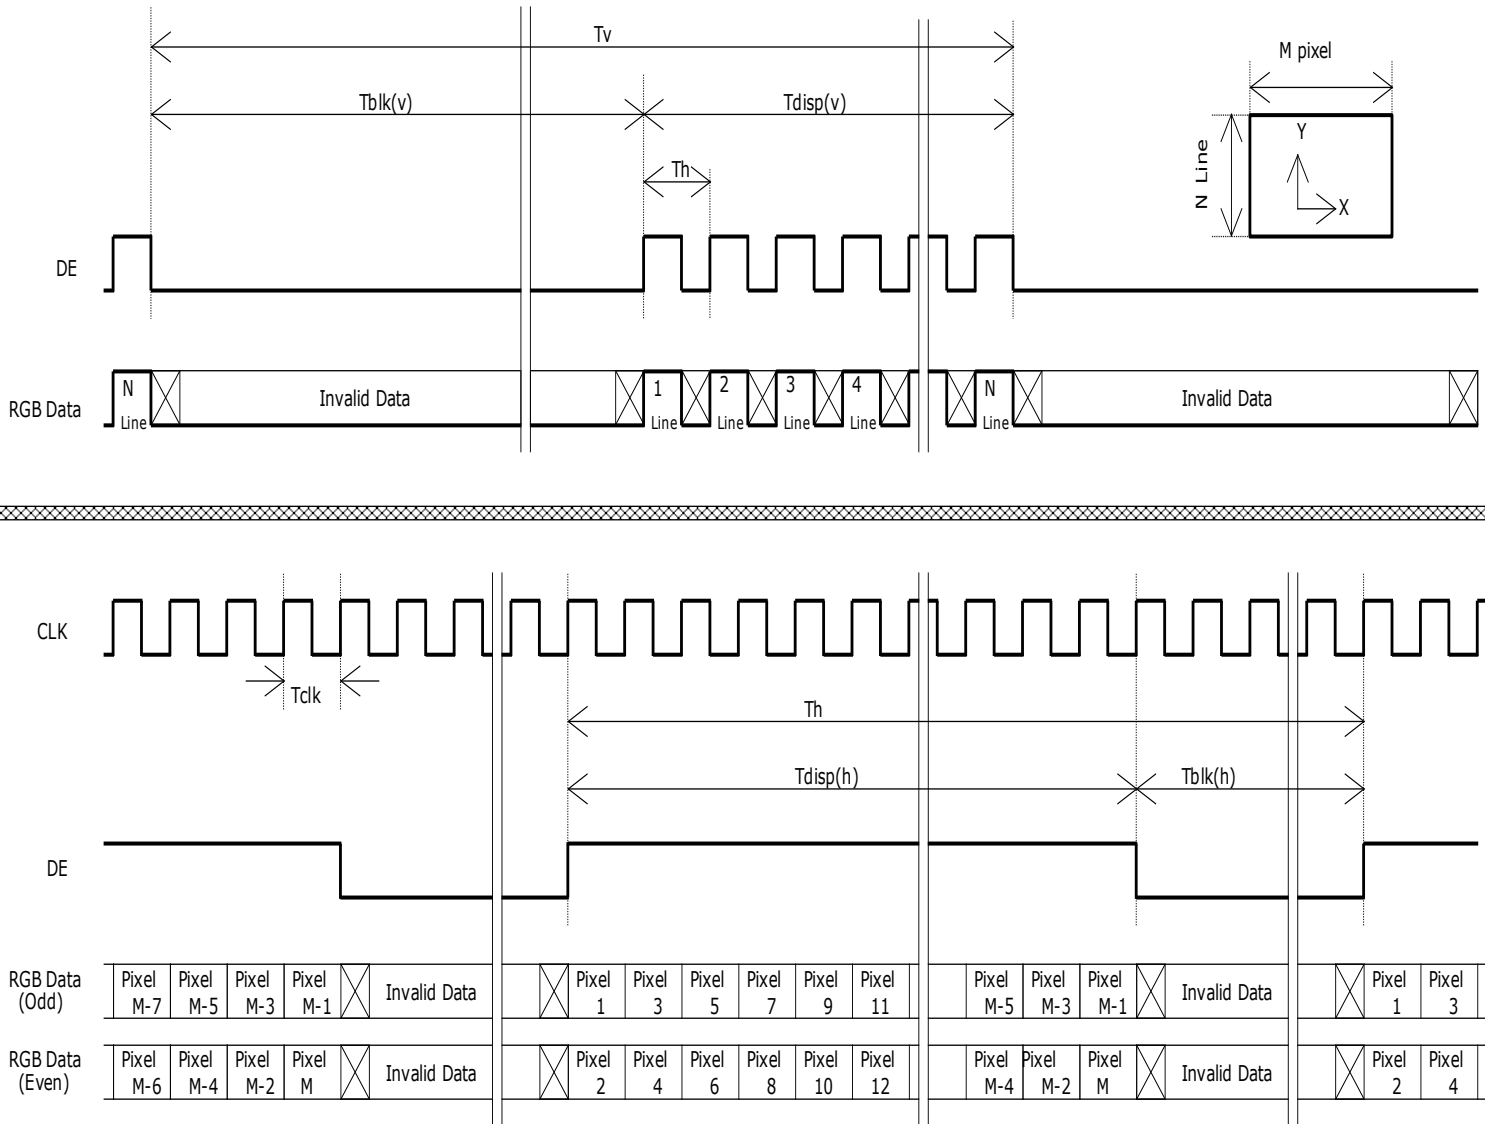 Tv
M pixel
Tblk(v)
Tdisp(v)
Y
N Line
Th
X
DE
N
1
2
3
4
N
RGB Data
Invalid Data
Invalid Data
Line
Line
Line
Line
Line
Line
CLK
Tclk
Th
Tdisp(h)
Tblk(h)
DE
RGB Data
(Odd)
Pixel Pixel Pixel Pixel Invalid Data Pixel Pixel Pixel Pixel Pixel Pixel Pixel Pixel Pixel Invalid Data Pixel Pixel
M-7 M-5 M-3 M-1 1 3 5 7 9 11 M-5 M-3 M-1 1 3
RGB Data
(Even)
Pixel Pixel Pixel Pixel Invalid Data Pixel Pixel Pixel Pixel Pixel Pixel Pixel Pixel Pixel Invalid Data Pixel Pixel
M-6 M-4 M-2 M 2 4 6 8 10 12 M-4 M-2 M 2 4